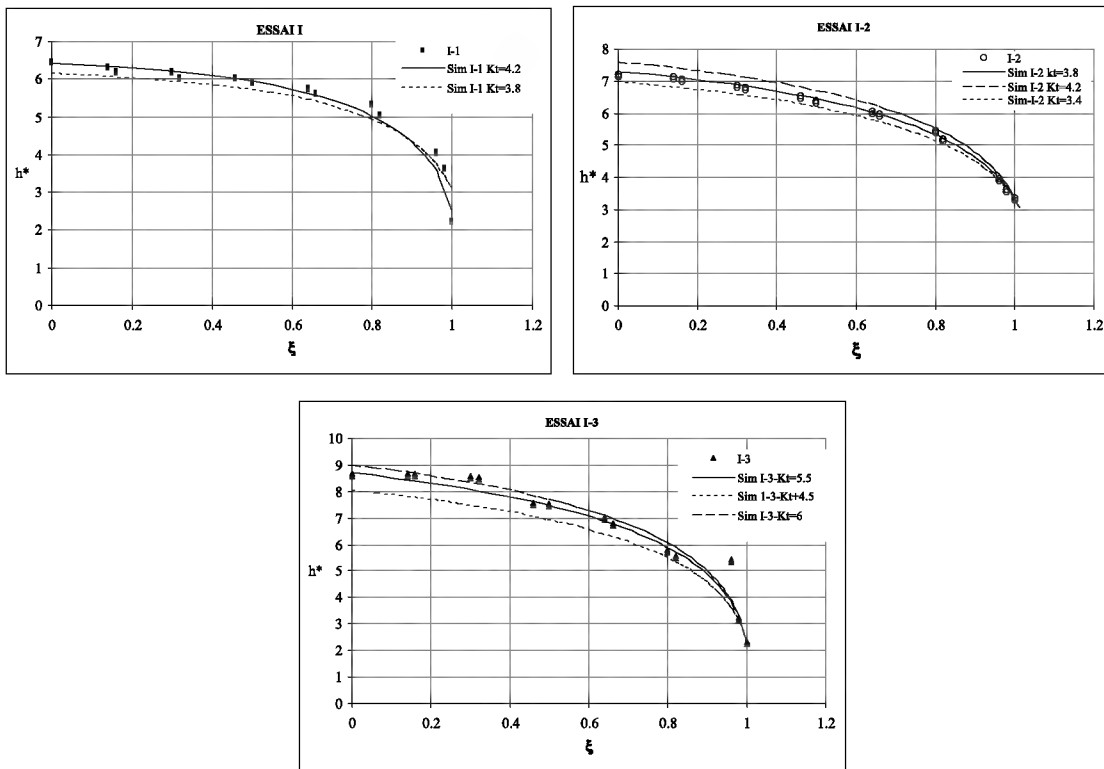 ESSAI I
7
6
5
4
3
2
1
0
h*
I-1
Sim I-1 Kt=4.2
Sim I-1 Kt=3.8
0 0.2 0.4 0.6 0.8 1 1.2
ξ
ESSAI I-2
8
7
6
5
4
3
2
1
0
h*
I-2
Sim I-2 kt=3.8
Sim I-2 Kt=4.2
Sim-I-2 Kt=3.4
0 0.2 0.4 0.6 0.8 1 1.2
ξ
ESSAI I-3
10
9
8
7
6
5
4
3
2
1
0
h*
I-3
Sim I-3-Kt=5.5
Sim 1-3-Kt+4.5
Sim I-3-Kt=6
0 0.2 0.4 0.6 0.8 1 1.2
ξ